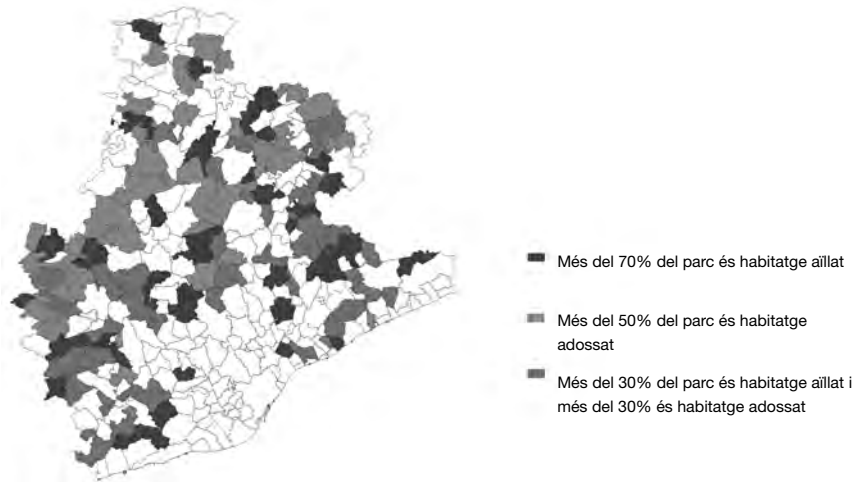 Més del 70% del parc és habitatge aïllat
Més del 50% del parc és habitatge
adossat
Més del 30% del parc és habitatge aïllat i
més del 30% és habitatge adossat